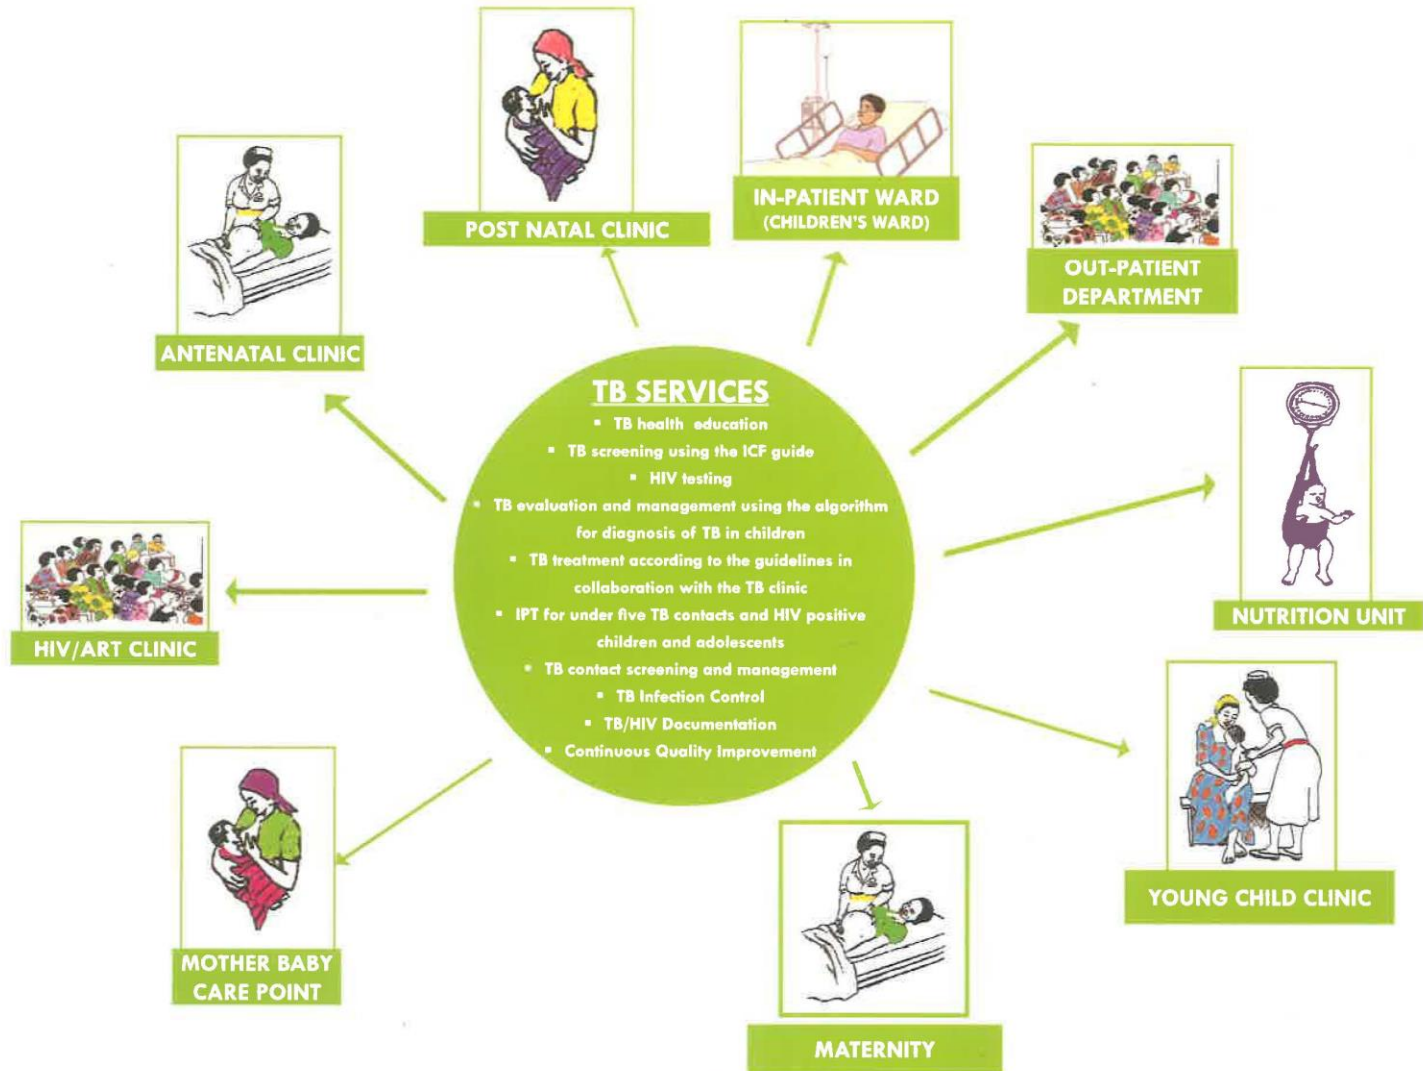 POST NATAL CLINIC
IN-PATIENT WARD
(CHILDREN'S WARD)
OUT-PATIENT
DEPARTMENT
ANTENATAL CLINIC
TB SERVICES
▪ TB health education
▪ TB screening using the ICF guide
▪ HIV testing
▪ TB evaluation and management using the algorithm
for diagnosis of TB in children
▪ TB treatment according to the guidelines in
collaboration with the TB clinic
▪ IPT for under five TB contacts and HIV positive
children and adolescents
▪ TB contact screening and management
▪ TB Infection Control
▪ TB/HIV Documentation
▪ Continuous Quality Improvement
NUTRITION UNIT
HIV/ART CLINIC
YOUNG CHILD CLINIC
MOTHER BABY
CARE POINT
MATERNITY